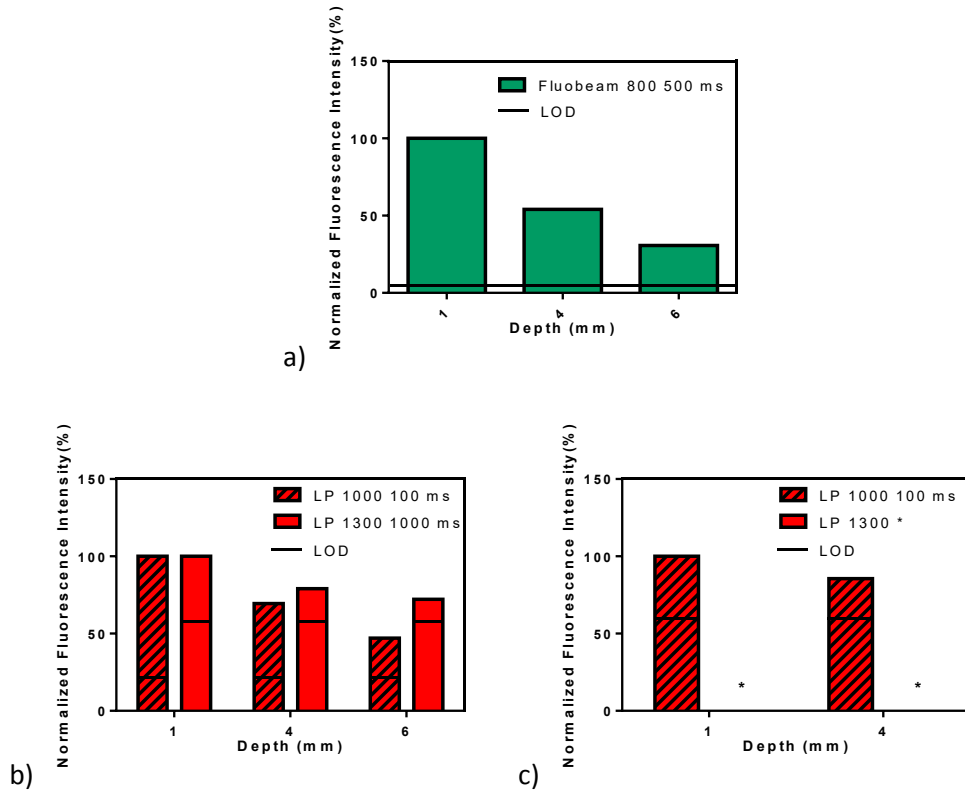 Normalized Fluorescence Intensity(%)
150
100
50
0
Fluobeam 800 500 ms
LOD
1
4
6
Depth (mm)
a)
Normalized Fluorescence Intensity(%)
150
100
50
0
LP 1000 100 ms
LP 1300 1000 ms
LOD
1
4
6
Depth (mm)
b)
Normalized Fluorescence Intensity(%)
150
100
50
0
LP 1000 100 ms
LP 1300 *
LOD
*
*
1
4
Depth (mm)
c)